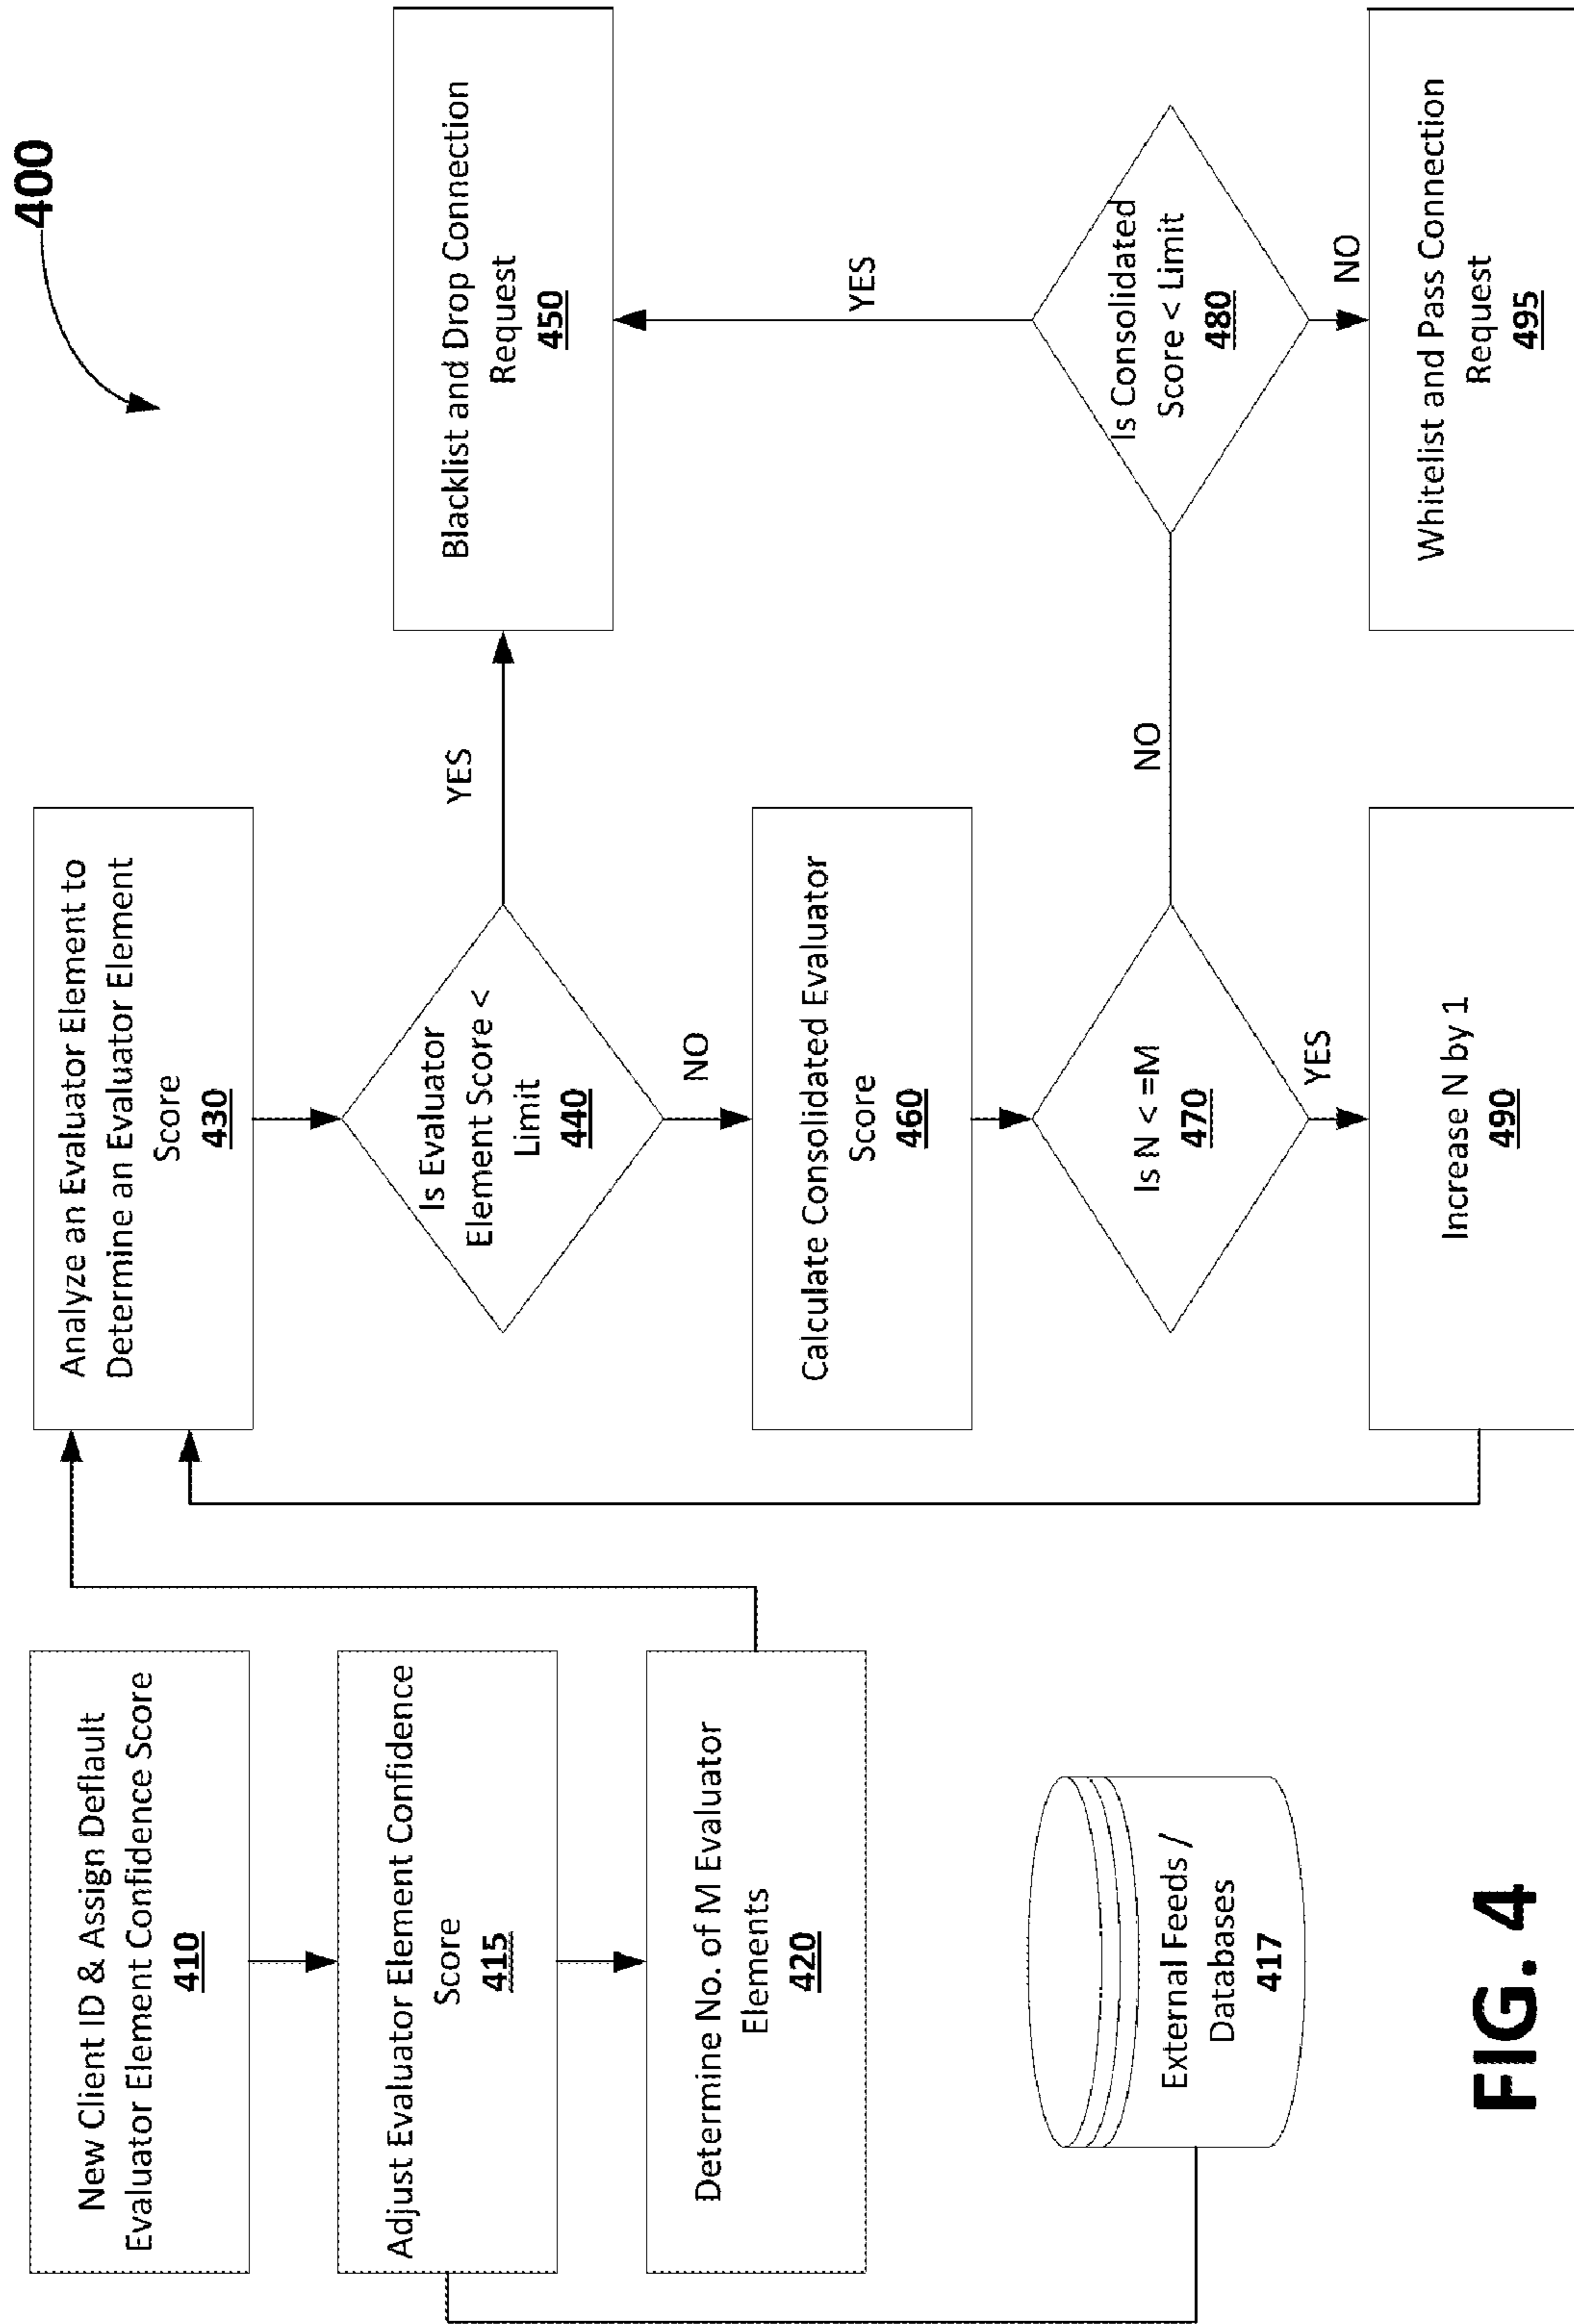 400
New Client ID & Assign Deflault
Evaluator Element Confidence Score
410
Adjust Evaluator Element Confidence
Score
415
Determine No. of M Evaluator
Elements
420
External Feeds /
Databases
417
Analyze an Evaluator Element to
Determine an Evaluator Element
Score
430
Is Evaluator
Element Score <
Limit
440
YES
NO
Blacklist and Drop Connection
Request
450
Calculate Consolidated Evaluator
Score
460
Is N < =M
470
NO
YES
Is Consolidated
Score < Limit
480
YES
NO
Increase N by 1
490
Whitelist and Pass Connection
Request
495
FIG. 4